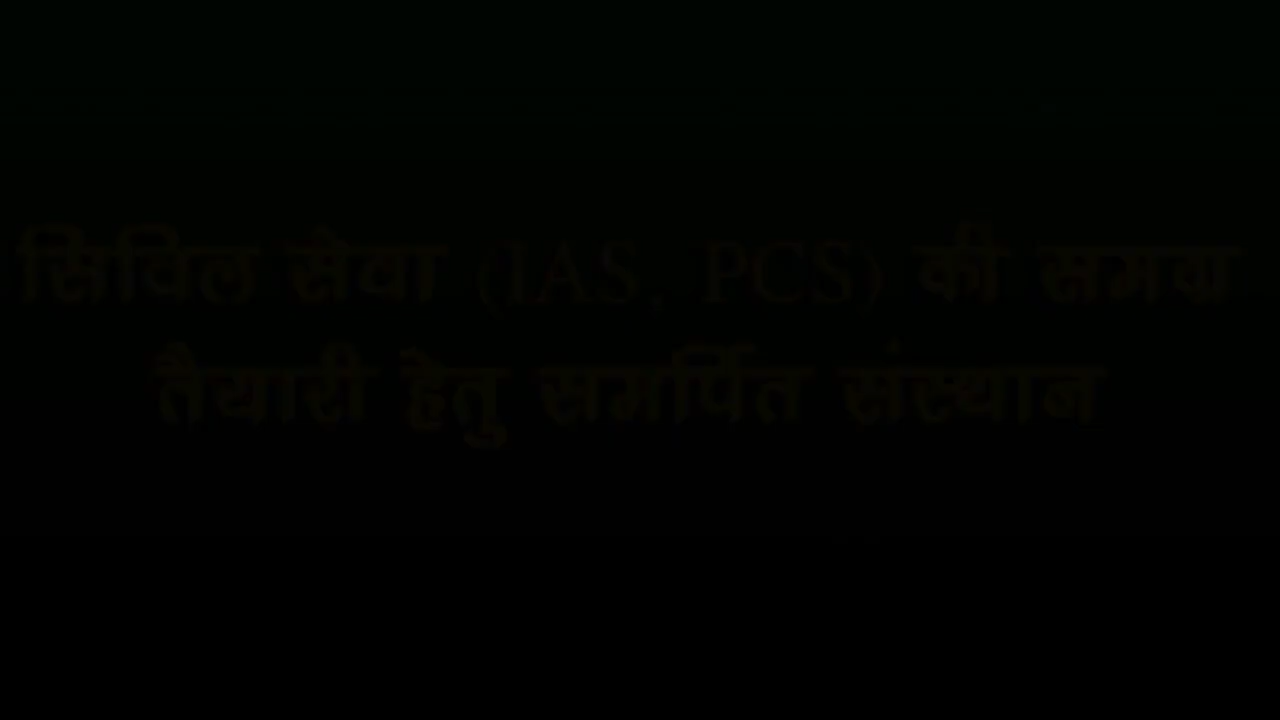 सिविल सेवा (IAS, PCS) की समग्र
तैयारी हेतु समर्पित संस्थान